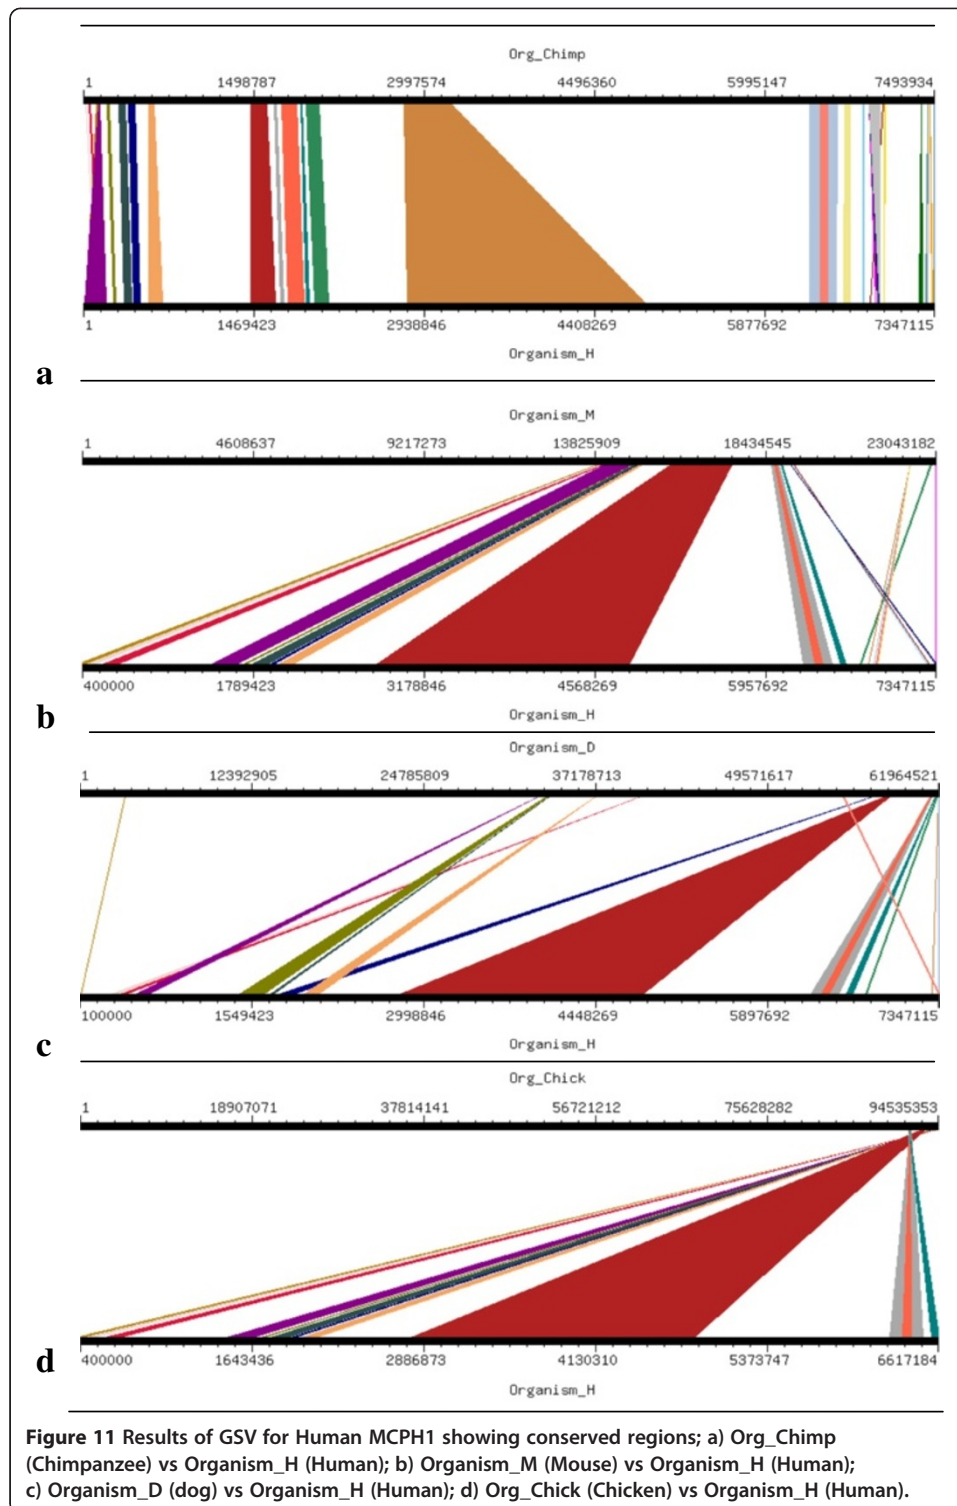 Org_Chimp
1 1498787 2997574 4496360 5995147 7493934
1 1469423 2938846 4408269 5877692 7347115
Organism_H
a
Organism_M
1 4608637 9217273 13825909 18434545 23043182
400000 1789423 3178846 4568269 5957692 7347115
Organism_H
b
Organism_D
1 12392905 24785809 37178713 49571617 61964521
100000 1549423 2998846 4448269 5897692 7347115
Organism_H
c
Org_Chick
1 18907071 37814141 56721212 75628282 94535353
400000 1643436 2886873 4130310 5373747 6617184
Organism_H
d
Figure 11 Results of GSV for Human MCPH1 showing conserved regions; a) Org_Chimp
(Chimpanzee) vs Organism_H (Human); b) Organism_M (Mouse) vs Organism_H (Human);
c) Organism_D (dog) vs Organism_H (Human); d) Org_Chick (Chicken) vs Organism_H (Human).